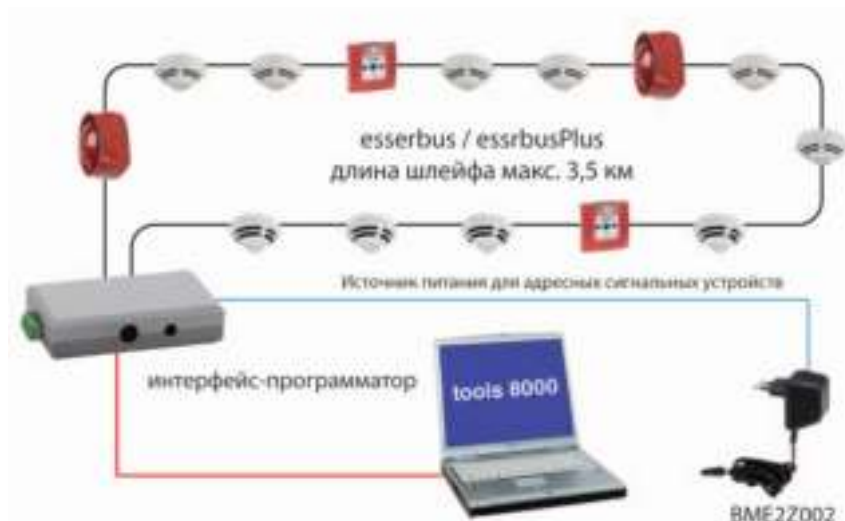 esserbus / essrbusPlus
длина шлейфа макс. 3,5 км
Источник питания для адресных сигнальных устройств
интерфейс-программатор
tools 8000
BME2Z002